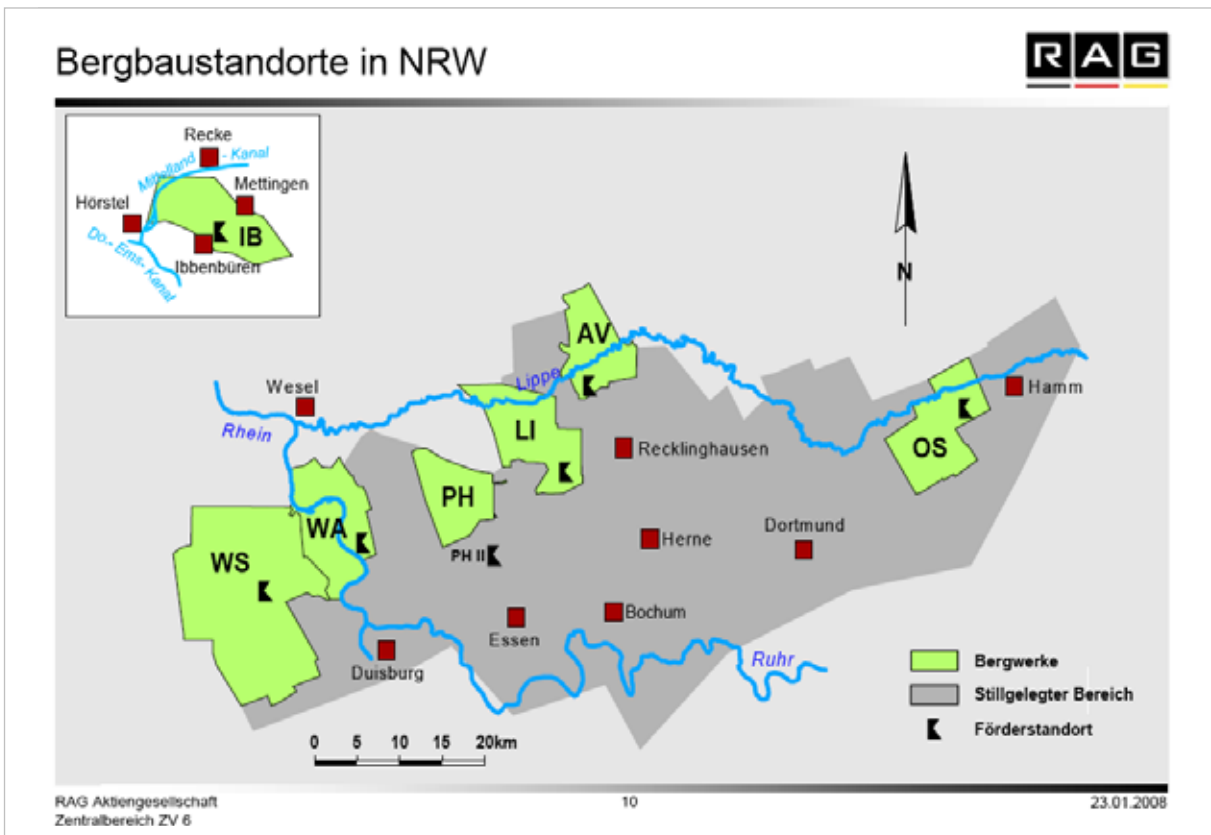 Bergbaustandorte in NRW
RAG
Recke
Mittelland - Kanal
Mettingen
Hörstel
IB
Do.- Ems- Kanal
Ibbenbüren
N
AV
Wesel
Lippe
Hamm
Rhein
LI
OS
Recklinghausen
PH
WA
Dortmund
Herne
WS
PH II
Bochum
Essen
Ruhr
Duisburg
Bergwerke
Stillgelegter Bereich
Förderstandort
0 5 10 15 20km
RAG Aktiengesellschaft
Zentralbereich ZV 6
10
23.01.2008